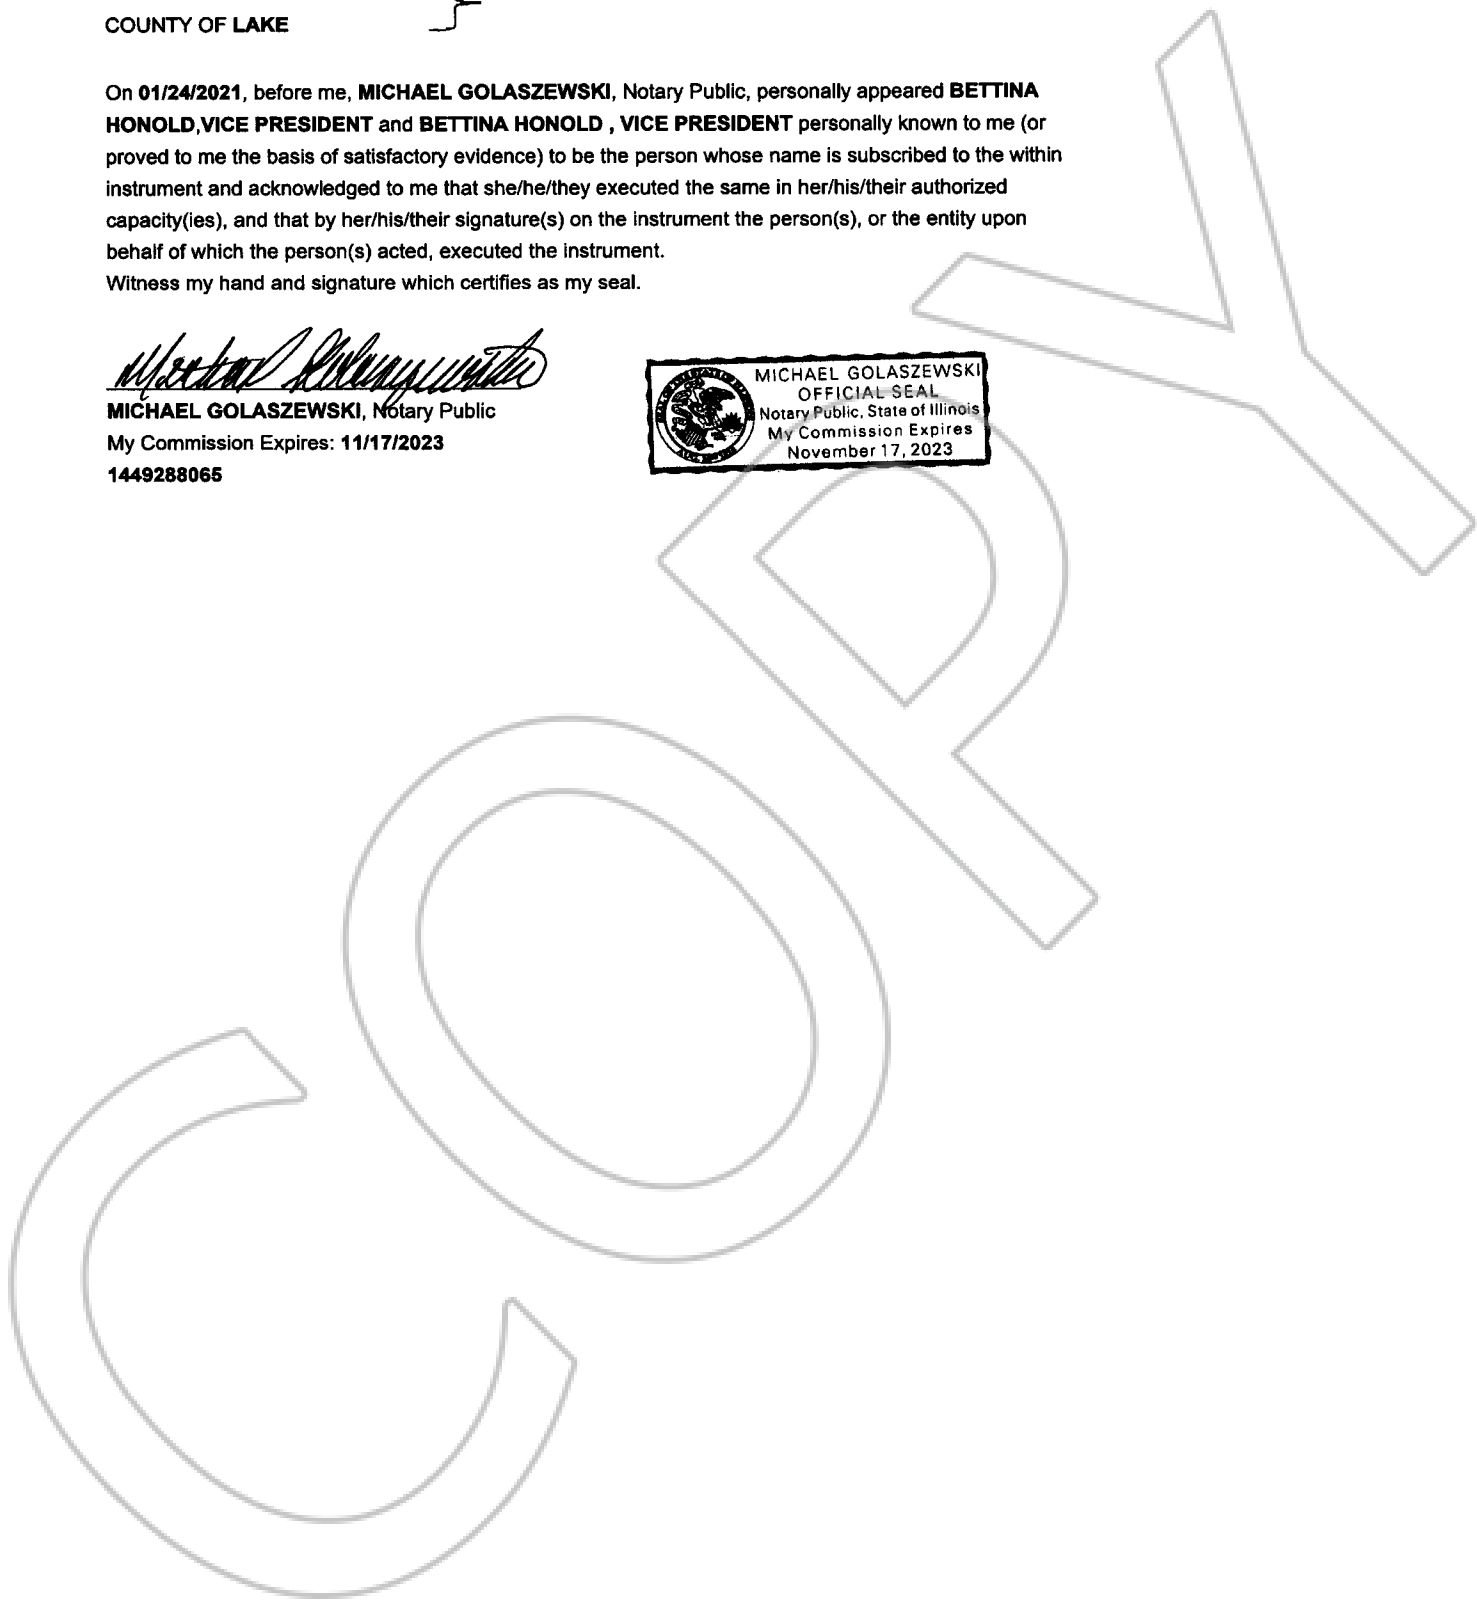 COUNTY OF LAKE
On 01/24/2021, before me, MICHAEL GOLASZEWSKI, Notary Public, personally appeared BETTINA
HONOLD,VICE PRESIDENT and BETTINA HONOLD , VICE PRESIDENT personally known to me (or
proved to me the basis of satisfactory evidence) to be the person whose name is subscribed to the within
instrument and acknowledged to me that she/he/they executed the same in her/his/their authorized
capacity(ies), and that by her/his/their signature(s) on the instrument the person(s), or the entity upon
behalf of which the person(s) acted, executed the instrument.
Witness my hand and signature which certifies as my seal.
Michael Golaszewski
MICHAEL GOLASZEWSKI, Notary Public
My Commission Expires: 11/17/2023
1449288065
MICHAEL GOLASZEWSKI
OFFICIAL SEAL
Notary Public, State of Illinois
My Commission Expires
November 17, 2023
COPY